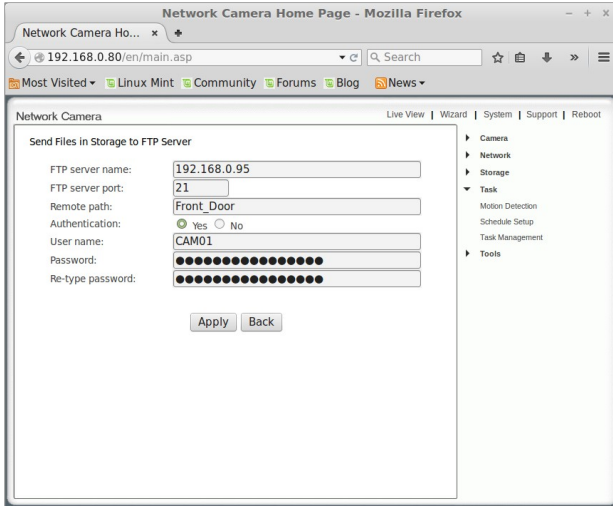 Network Camera Home Page - Mozilla Firefox
Network Camera Ho...
192.168.0.80/en/main.asp
Search
Most Visited
Linux Mint
Community
Forums
Blog
News
Network Camera
Live View | Wizard | System | Support | Reboot
Send Files in Storage to FTP Server
FTP server name: 192.168.0.95
FTP server port: 21
Remote path: Front_Door
Authentication: Yes No
User name: CAM01
Password: ●●●●●●●●●●●●●●●●
Re-type password: ●●●●●●●●●●●●●●●●
Apply Back
Camera
Network
Storage
Task
Motion Detection
Schedule Setup
Task Management
Tools